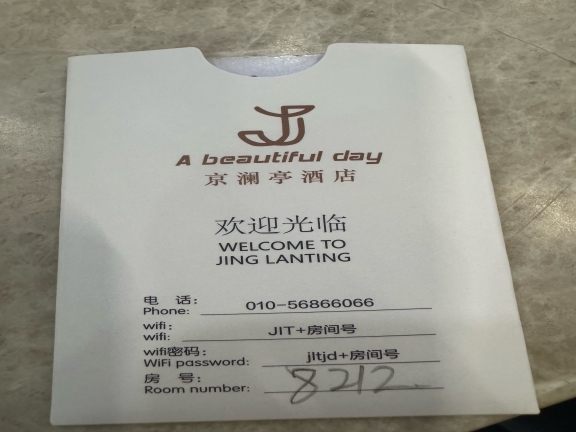 A beautiful day
京澜亭酒店
欢迎光临
WELCOME TO
JING LANTING
电 话：
Phone: 010-56866066
wifi：
wifi: JIT+房间号
wifi密码：
WiFi password: jltjd+房间号
房 号：
Room number: 8212